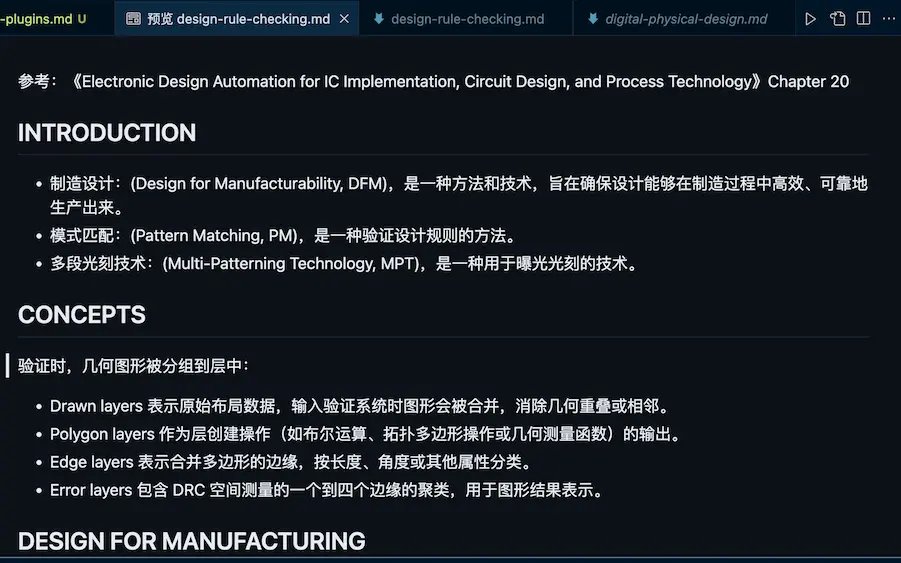 -plugins.md U
预览 design-rule-checking.md
design-rule-checking.md
digital-physical-design.md
参考：《Electronic Design Automation for IC Implementation, Circuit Design, and Process Technology》Chapter 20
INTRODUCTION
• 制造设计：(Design for Manufacturability, DFM)，是一种方法和技术，旨在确保设计能够在制造过程中高效、可靠地
生产出来。
• 模式匹配：(Pattern Matching, PM)，是一种验证设计规则的方法。
• 多段光刻技术：(Multi-Patterning Technology, MPT)，是一种用于曝光光刻的技术。
CONCEPTS
验证时，几何图形被分组到层中：
• Drawn layers 表示原始布局数据，输入验证系统时图形会被合并，消除几何重叠或相邻。
• Polygon layers 作为层创建操作（如布尔运算、拓扑多边形操作或几何测量函数）的输出。
• Edge layers 表示合并多边形的边缘，按长度、角度或其他属性分类。
• Error layers 包含 DRC 空间测量的一个到四个边缘的聚类，用于图形结果表示。
DESIGN FOR MANUFACTURING